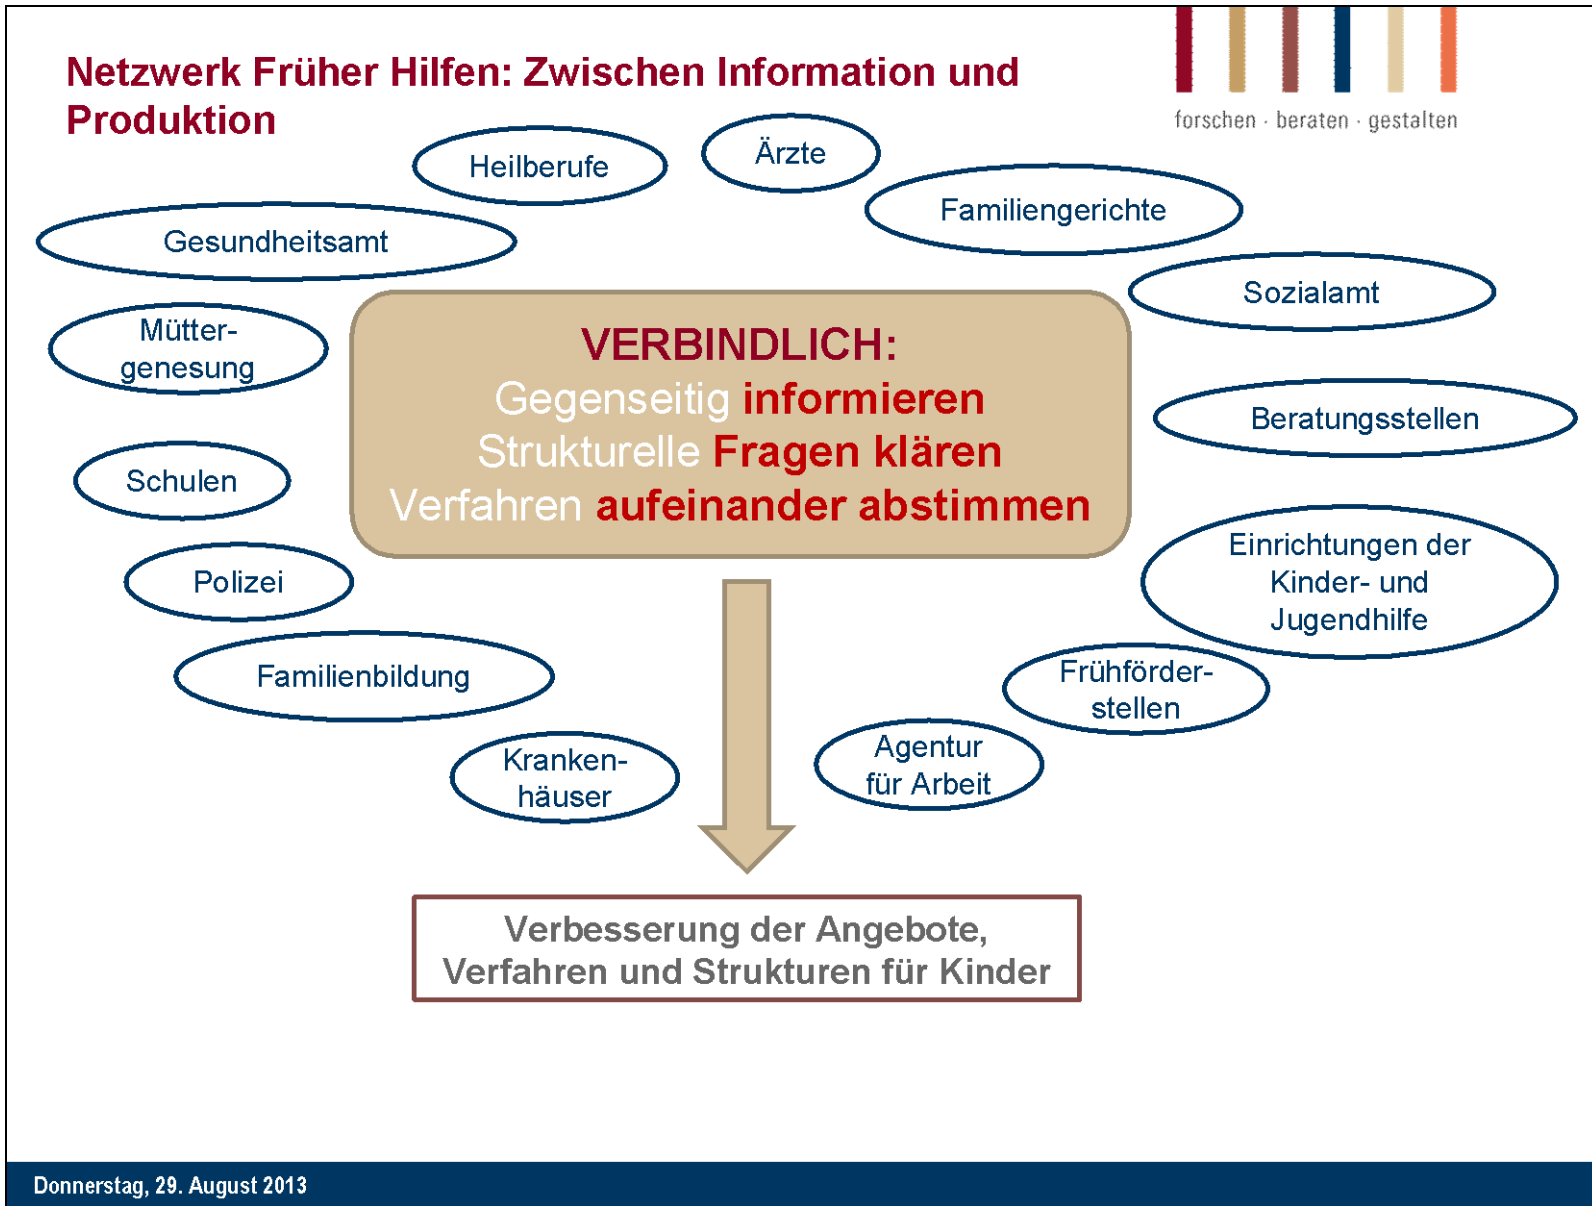 Netzwerk Früher Hilfen: Zwischen Information und
Produktion
forschen · beraten · gestalten
Heilberufe
Ärzte
Familiengerichte
Gesundheitsamt
Sozialamt
Mütter-
genesung
VERBINDLICH:
Gegenseitig informieren
Strukturelle Fragen klären
Verfahren aufeinander abstimmen
Beratungsstellen
Schulen
Einrichtungen der
Kinder- und
Jugendhilfe
Polizei
Familienbildung
Frühförder-
stellen
Kranken-
häuser
Agentur
für Arbeit
Verbesserung der Angebote,
Verfahren und Strukturen für Kinder
Donnerstag, 29. August 2013